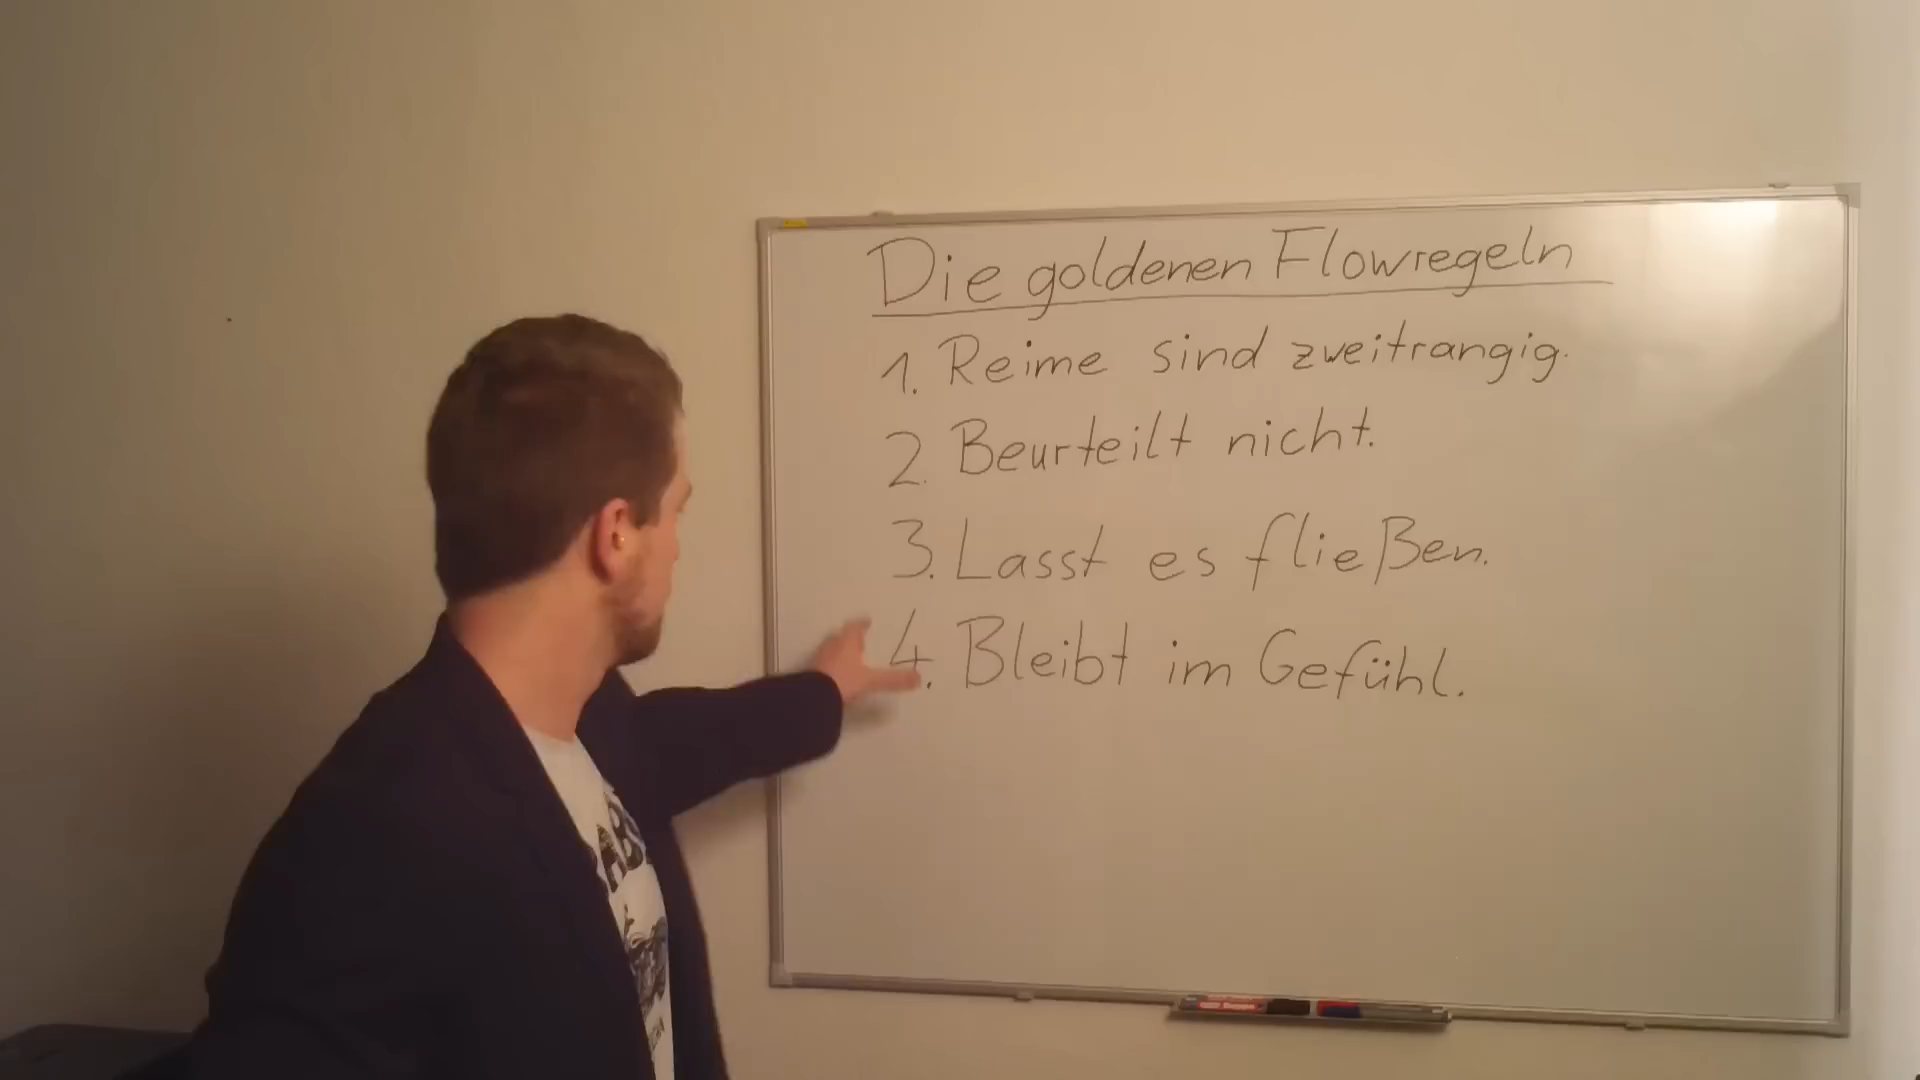 Die goldenen Flowregeln
1. Reime sind zweitrangig.
2. Beurteilt nicht.
3. Lasst es fließen.
4. Bleibt im Gefühl.